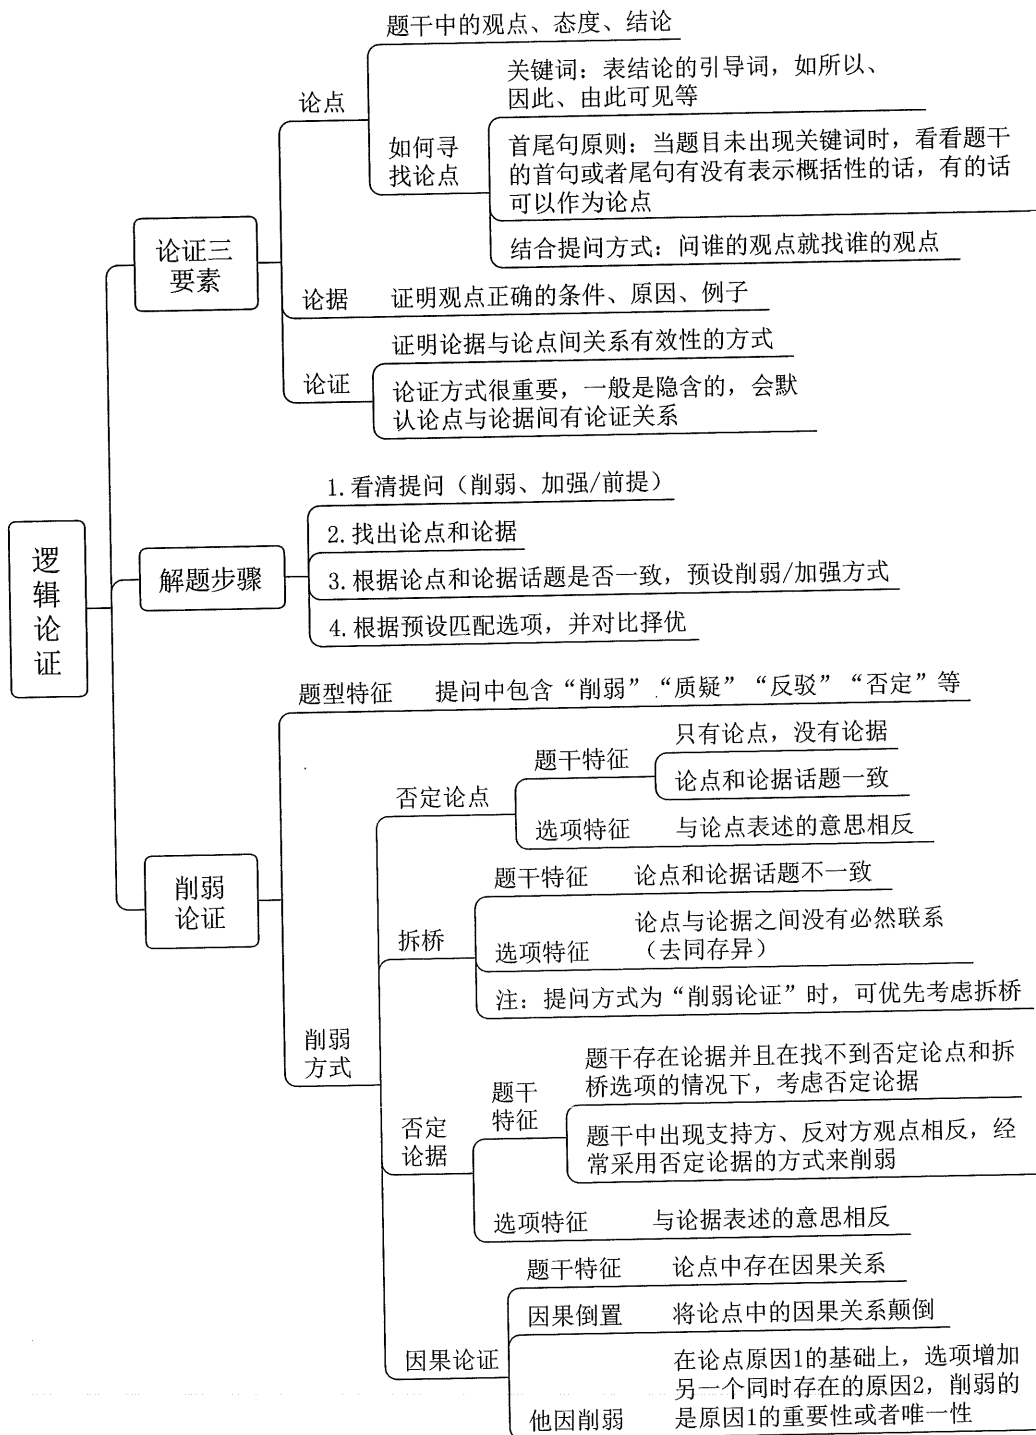 题干中的观点、态度、结论
关键词：表结论的引导词，如所以、
因此、由此可见等
论点
如何寻
找论点
首尾句原则：当题目未出现关键词时，看看题干
的首句或者尾句有没有表示概括性的话，有的话
可以作为论点
结合提问方式：问谁的观点就找谁的观点
论证三
要素
论据
证明观点正确的条件、原因、例子
证明论据与论点间关系有效性的方式
论证
论证方式很重要，一般是隐含的，会默
认论点与论据间有论证关系
逻
辑
论
证
解题步骤
1.看清提问（削弱、加强/前提）
2.找出论点和论据
3.根据论点和论据话题是否一致，预设削弱/加强方式
4.根据预设匹配选项，并对比择优
削弱
论证
题型特征
提问中包含“削弱”“质疑”“反驳”“否定”等
削弱
方式
否定论点
题干特征
只有论点，没有论据
论点和论据话题一致
选项特征
与论点表述的意思相反
拆桥
题干特征
论点和论据话题不一致
选项特征
论点与论据之间没有必然联系
（去同存异）
注：提问方式为“削弱论证”时，可优先考虑拆桥
否定
论据
题干
特征
题干存在论据并且在找不到否定论点和拆
桥选项的情况下，考虑否定论据
题干中出现支持方、反对方观点相反，经
常采用否定论据的方式来削弱
选项特征
与论据表述的意思相反
因果论证
题干特征
论点中存在因果关系
因果倒置
将论点中的因果关系颠倒
他因削弱
在论点原因1的基础上，选项增加
另一个同时存在的原因2，削弱的
是原因1的重要性或者唯一性